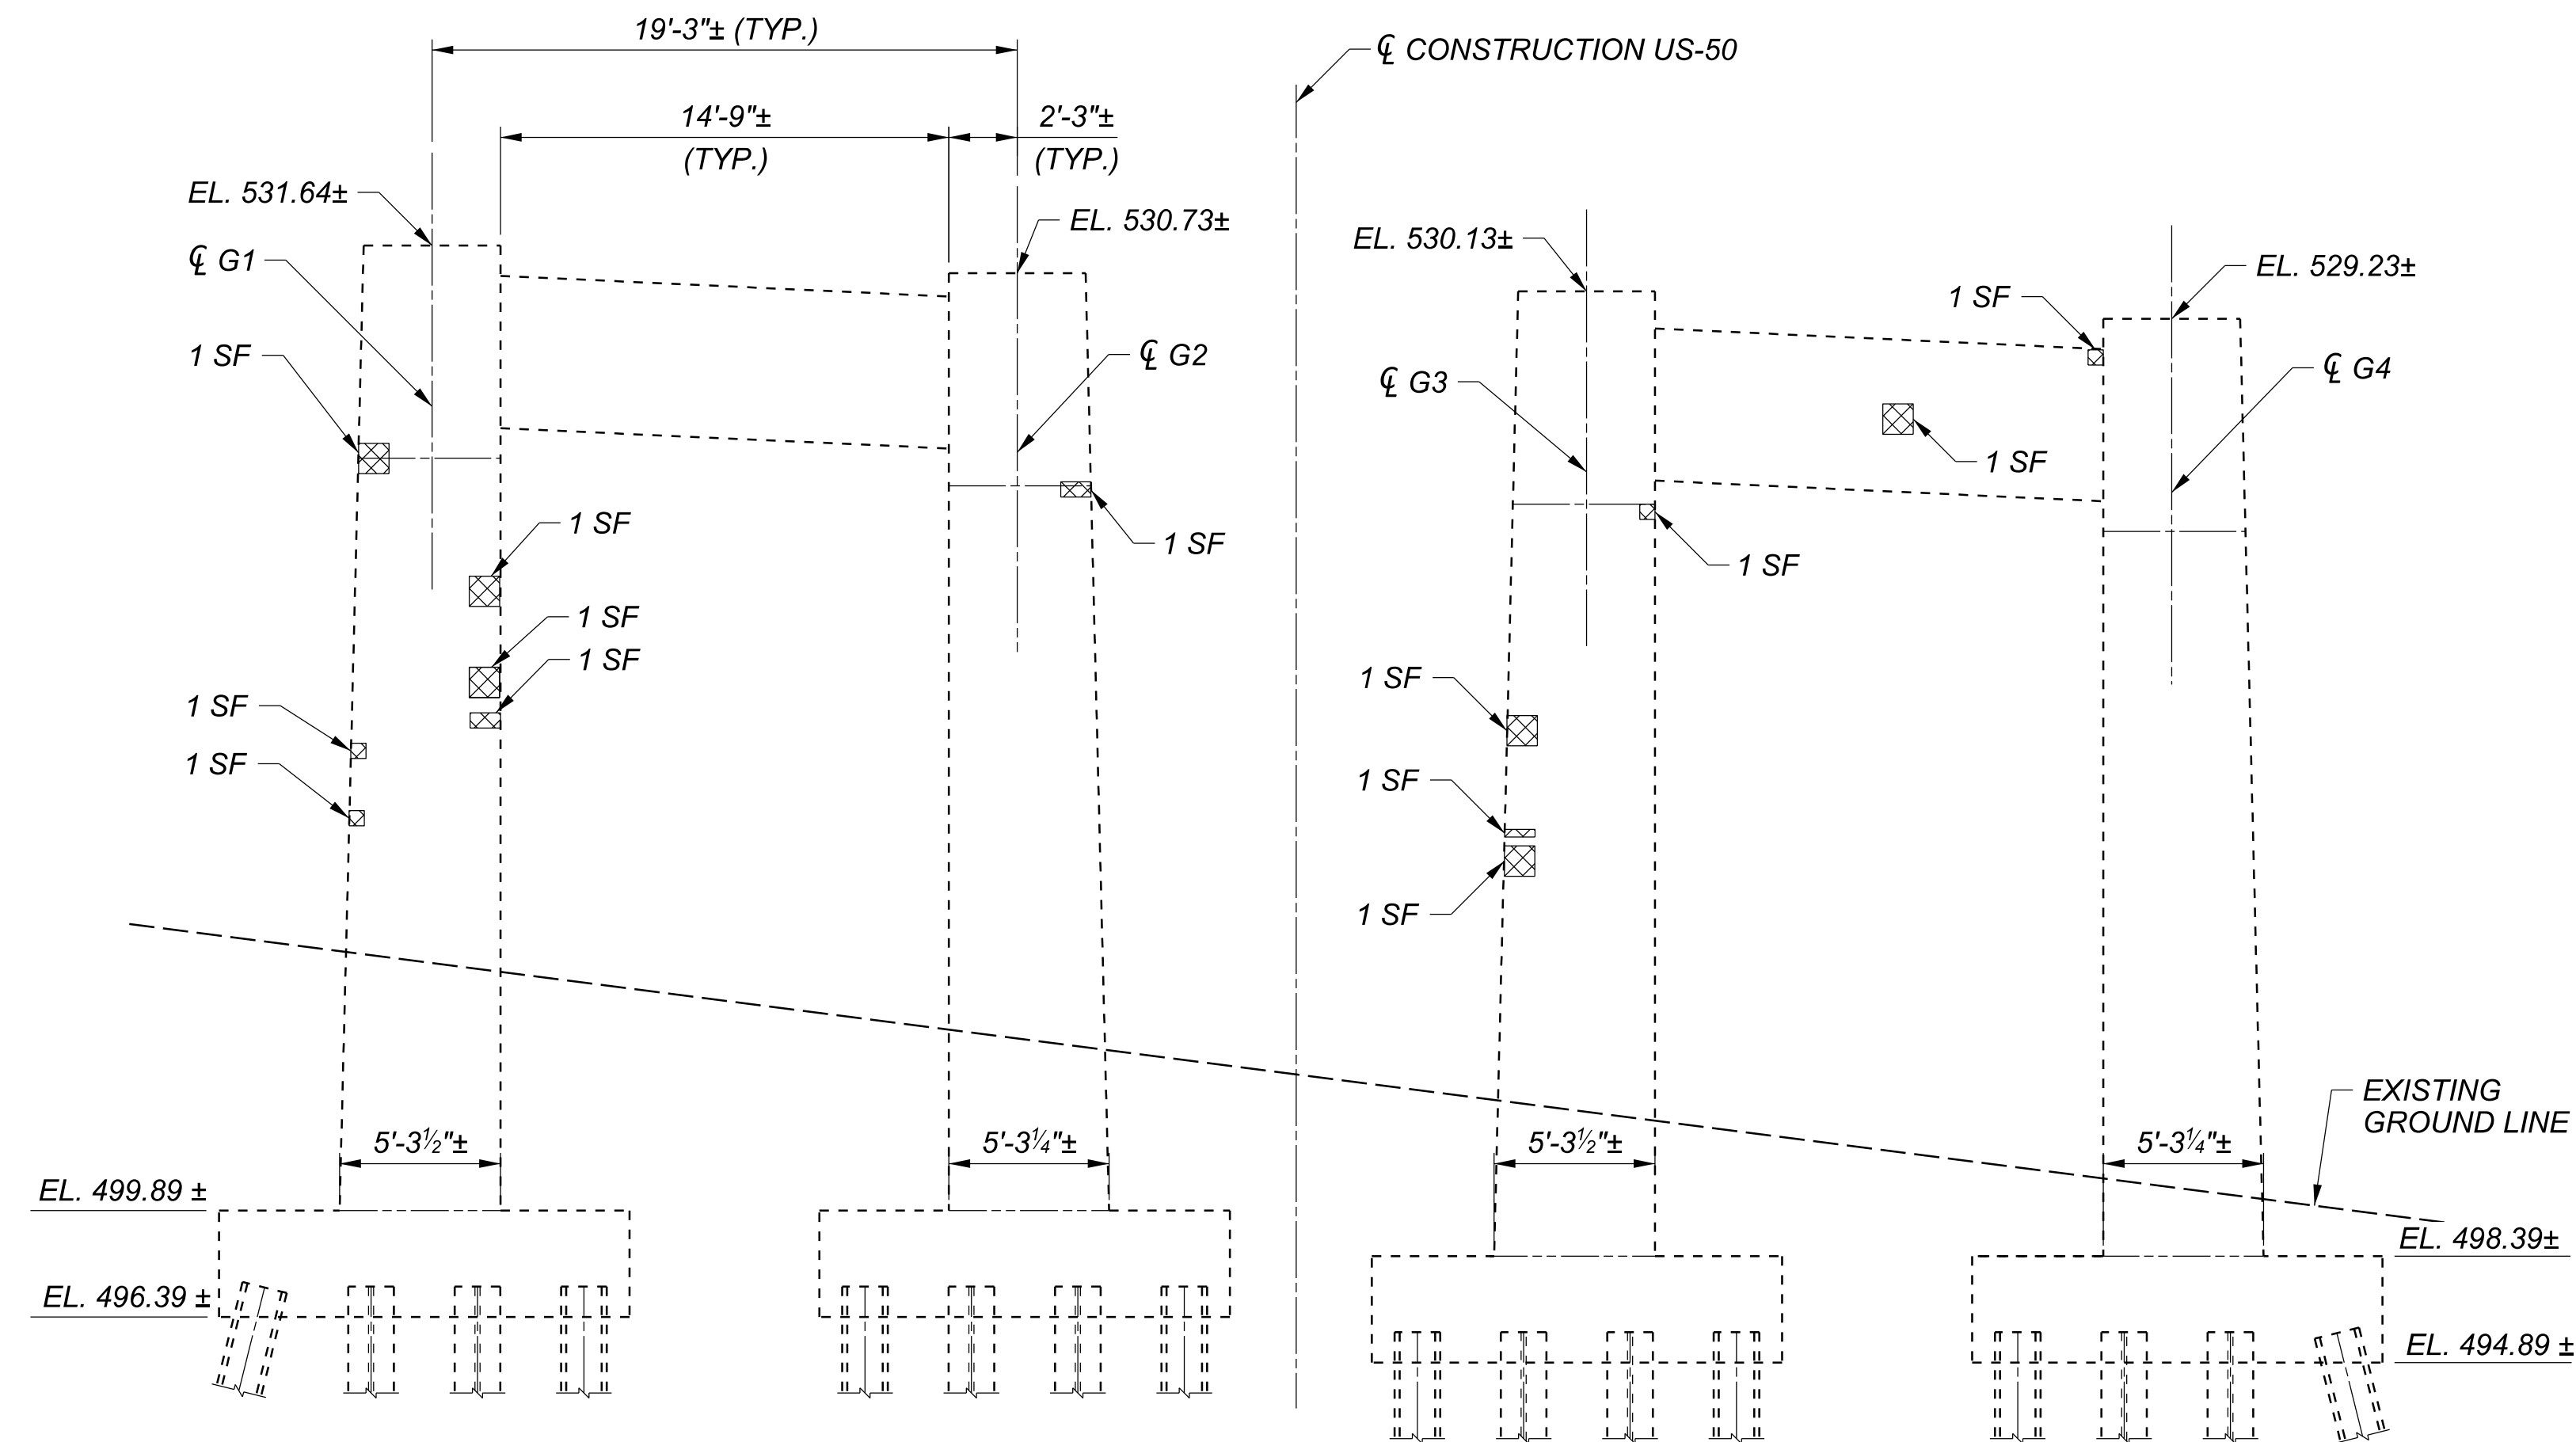 19'-3"± (TYP.)
℄ CONSTRUCTION US-50
14'-9"±
(TYP.)
2'-3"±
(TYP.)
EL. 531.64±
EL. 530.73±
EL. 530.13±
EL. 529.23±
℄ G1
1 SF
1 SF
℄ G2
℄ G3
℄ G4
1 SF
1 SF
1 SF
1 SF
1 SF
1 SF
1 SF
1 SF
1 SF
1 SF
1 SF
1 SF
EXISTING
GROUND LINE
5'-3½"±
5'-3¼"±
5'-3½"±
5'-3¼"±
EL. 499.89 ±
EL. 498.39±
EL. 496.39 ±
EL. 494.89 ±